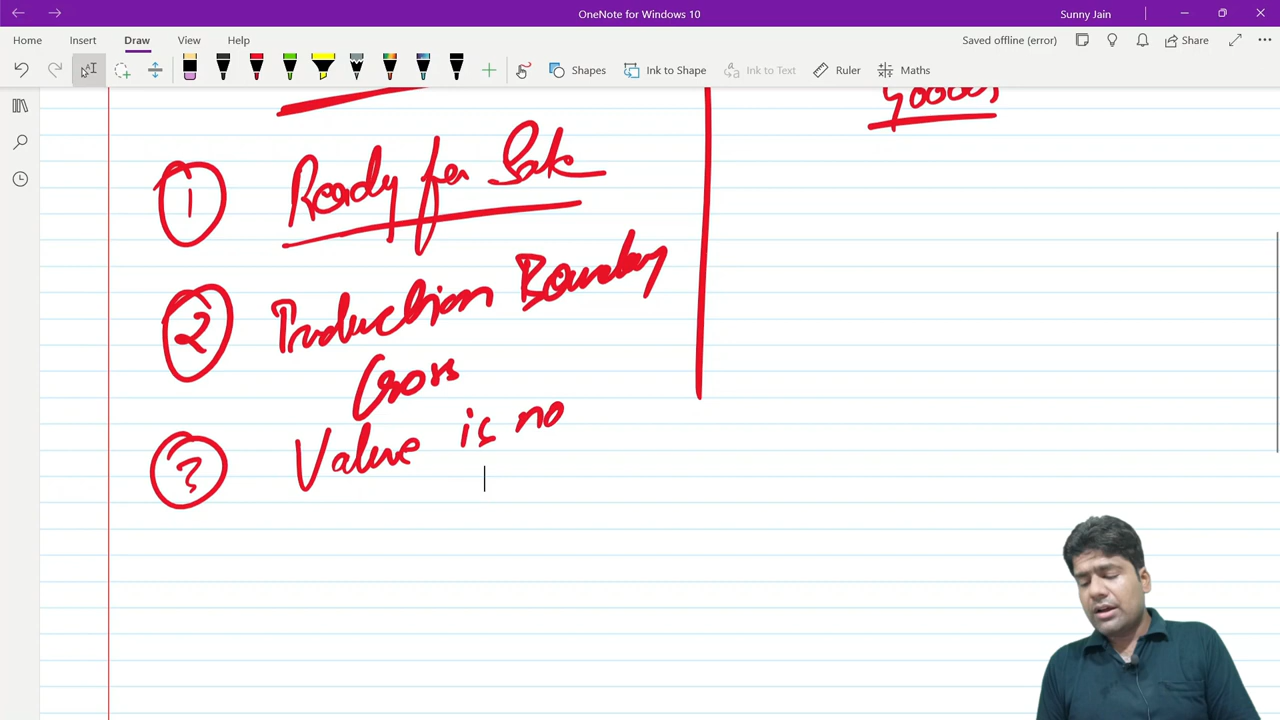 OneNote for Windows 10
Sunny Jain
Home Insert Draw View Help
Saved offline (error)
Share
Shapes
Ink to Shape
Ink to Text
Ruler
Maths
Goods
1 Ready for Sale
2 Production Boundary
Cross
3 Value is no